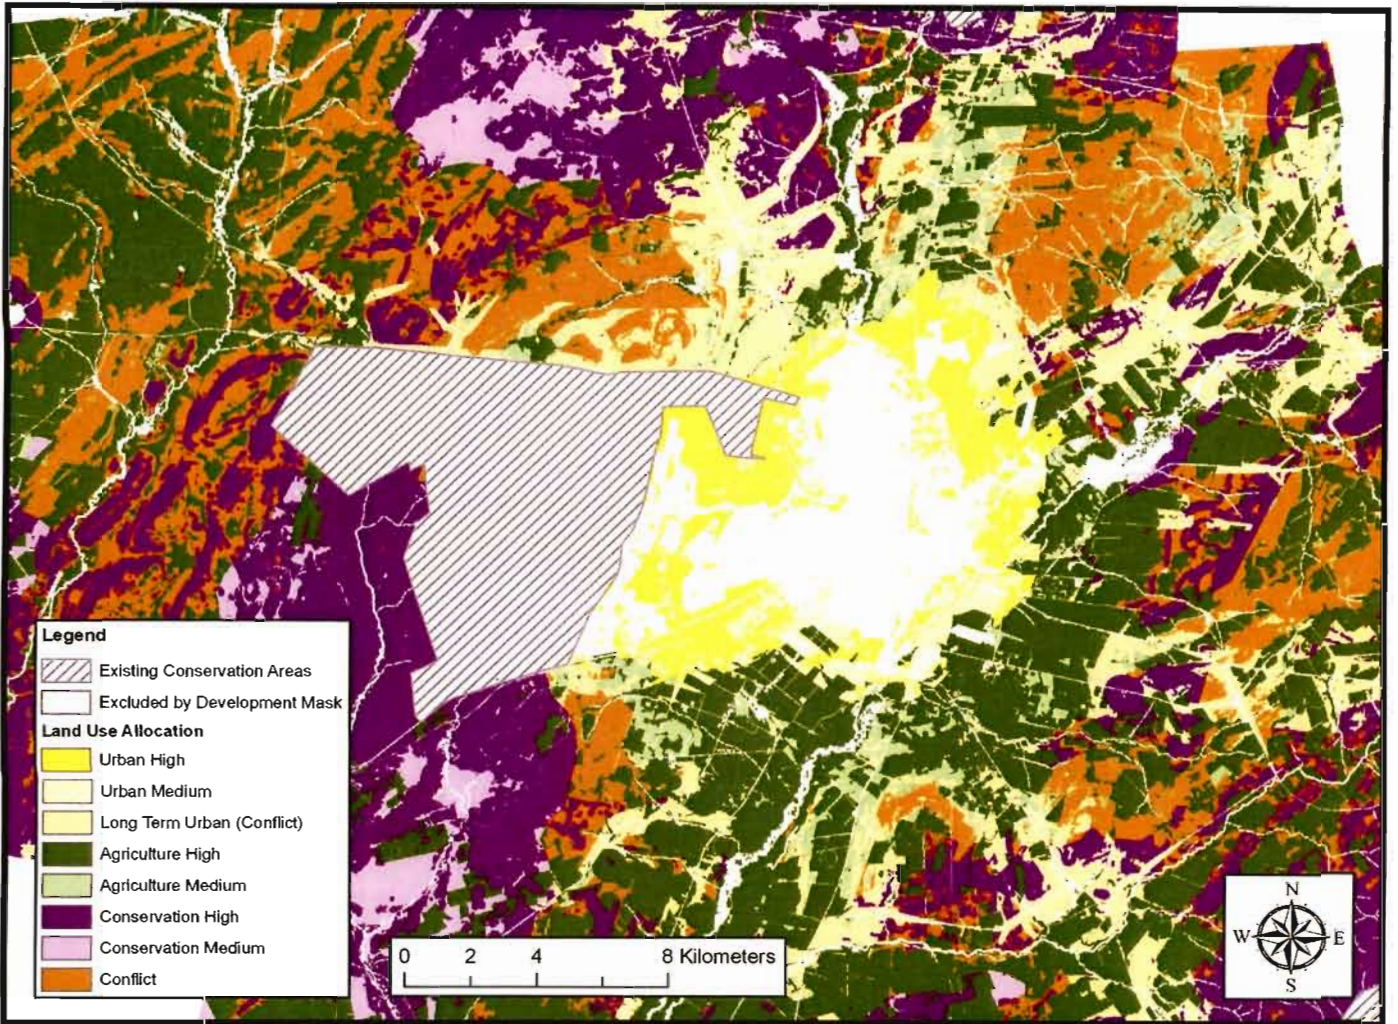 Legend
Existing Conservation Areas
Excluded by Development Mask
Land Use Allocation
Urban High
Urban Medium
Long Term Urban (Conflict)
Agriculture High
Agriculture Medium
Conservation High
Conservation Medium
Conflict
0 2 4 8 Kilometers
N
W E
S